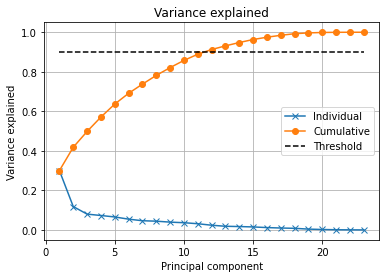 Variance explained
1.0
0.8
0.6
0.4
0.2
0.0
Variance explained
Individual
Cumulative
Threshold
0
5
10
15
20
Principal component